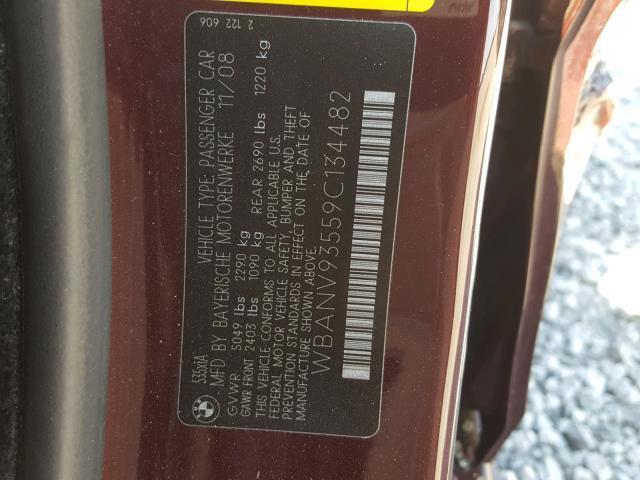 2 122 606
535xiA
VEHICLE TYPE: PASSENGER CAR
MFD BY BAYERISCHE MOTORENWERKE 11/08
GVWR 5049 lbs 2290 kg
GAWR FRONT 2403 lbs 1090 kg REAR 2690 lbs 1220 kg
THIS VEHICLE CONFORMS TO ALL APPLICABLE US
FEDERAL MOTOR VEHICLE SAFETY, BUMPER AND THEFT
PREVENTION STANDARDS IN EFFECT ON THE DATE OF
MANUFACTURE SHOWN ABOVE.
WBANV93559C134482